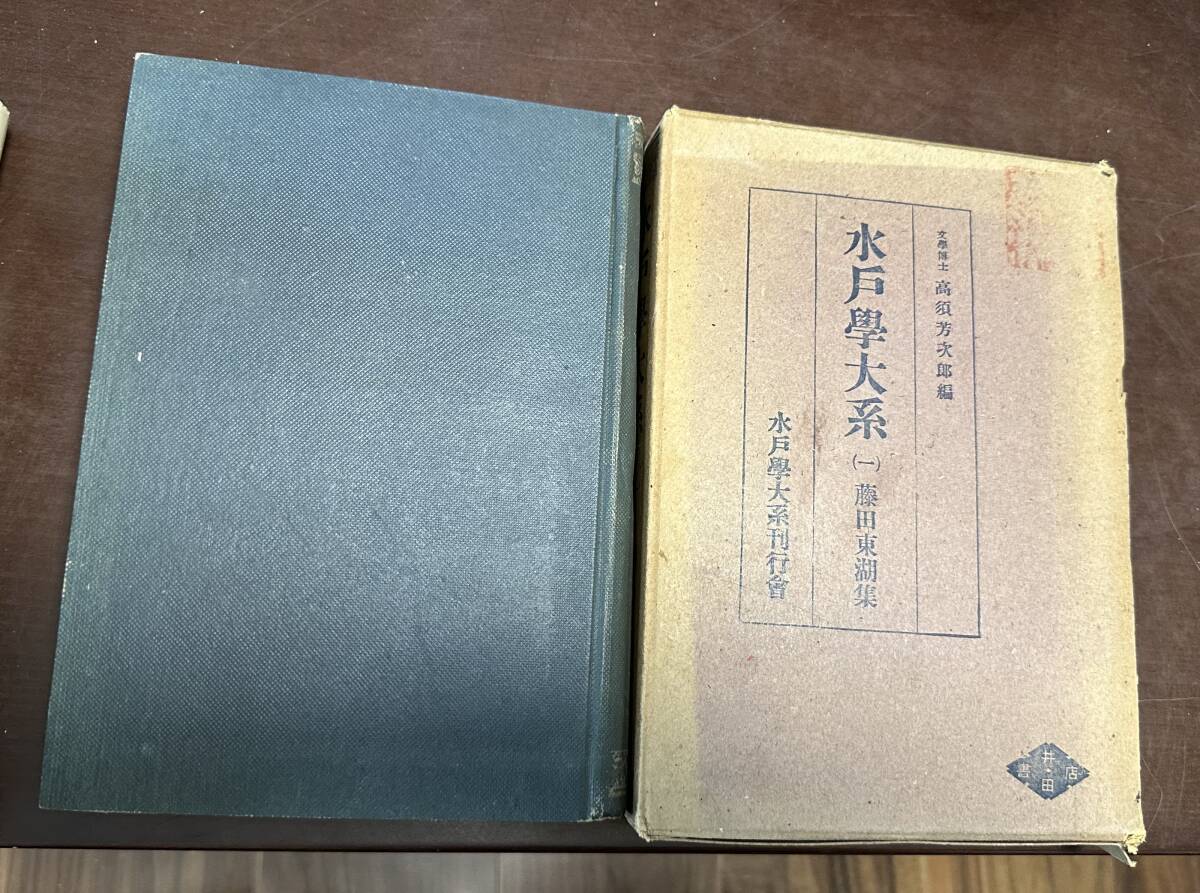 文學博士 高須芳次郎編
水戶學大系 (一) 藤田東湖集
水戶學大系刊行會
井田
書店